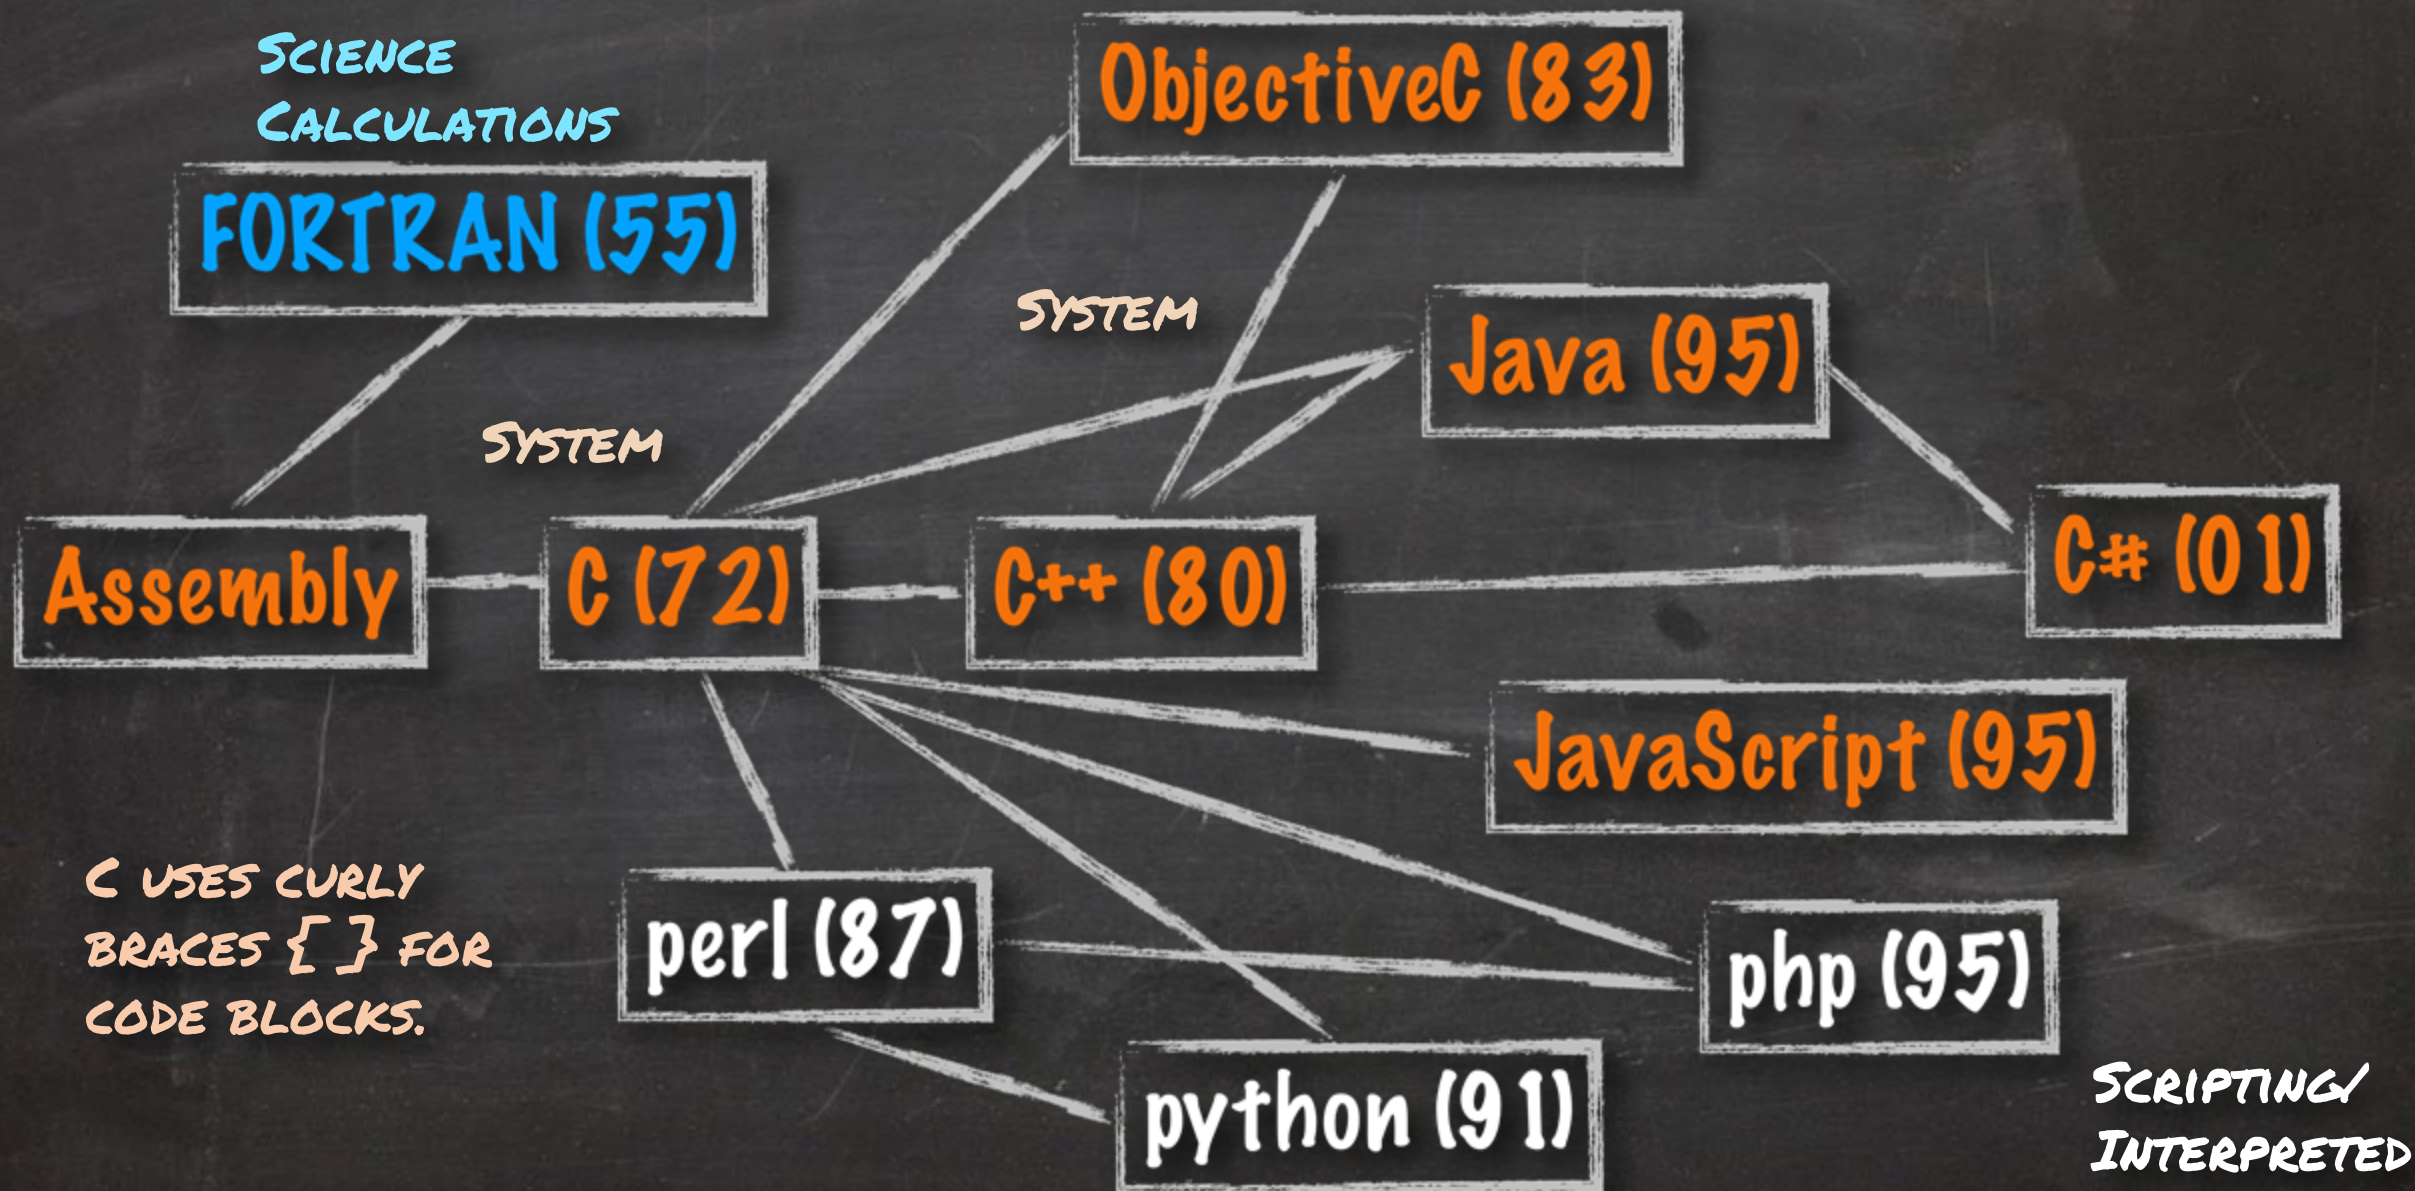 Science
Calculations
ObjectiveC (83)
FORTRAN (55)
System
Java (95)
System
Assembly
C (72)
C++ (80)
C# (01)
JavaScript (95)
C uses curly
braces { } for
code blocks.
perl (87)
php (95)
python (91)
Scripting/
Interpreted